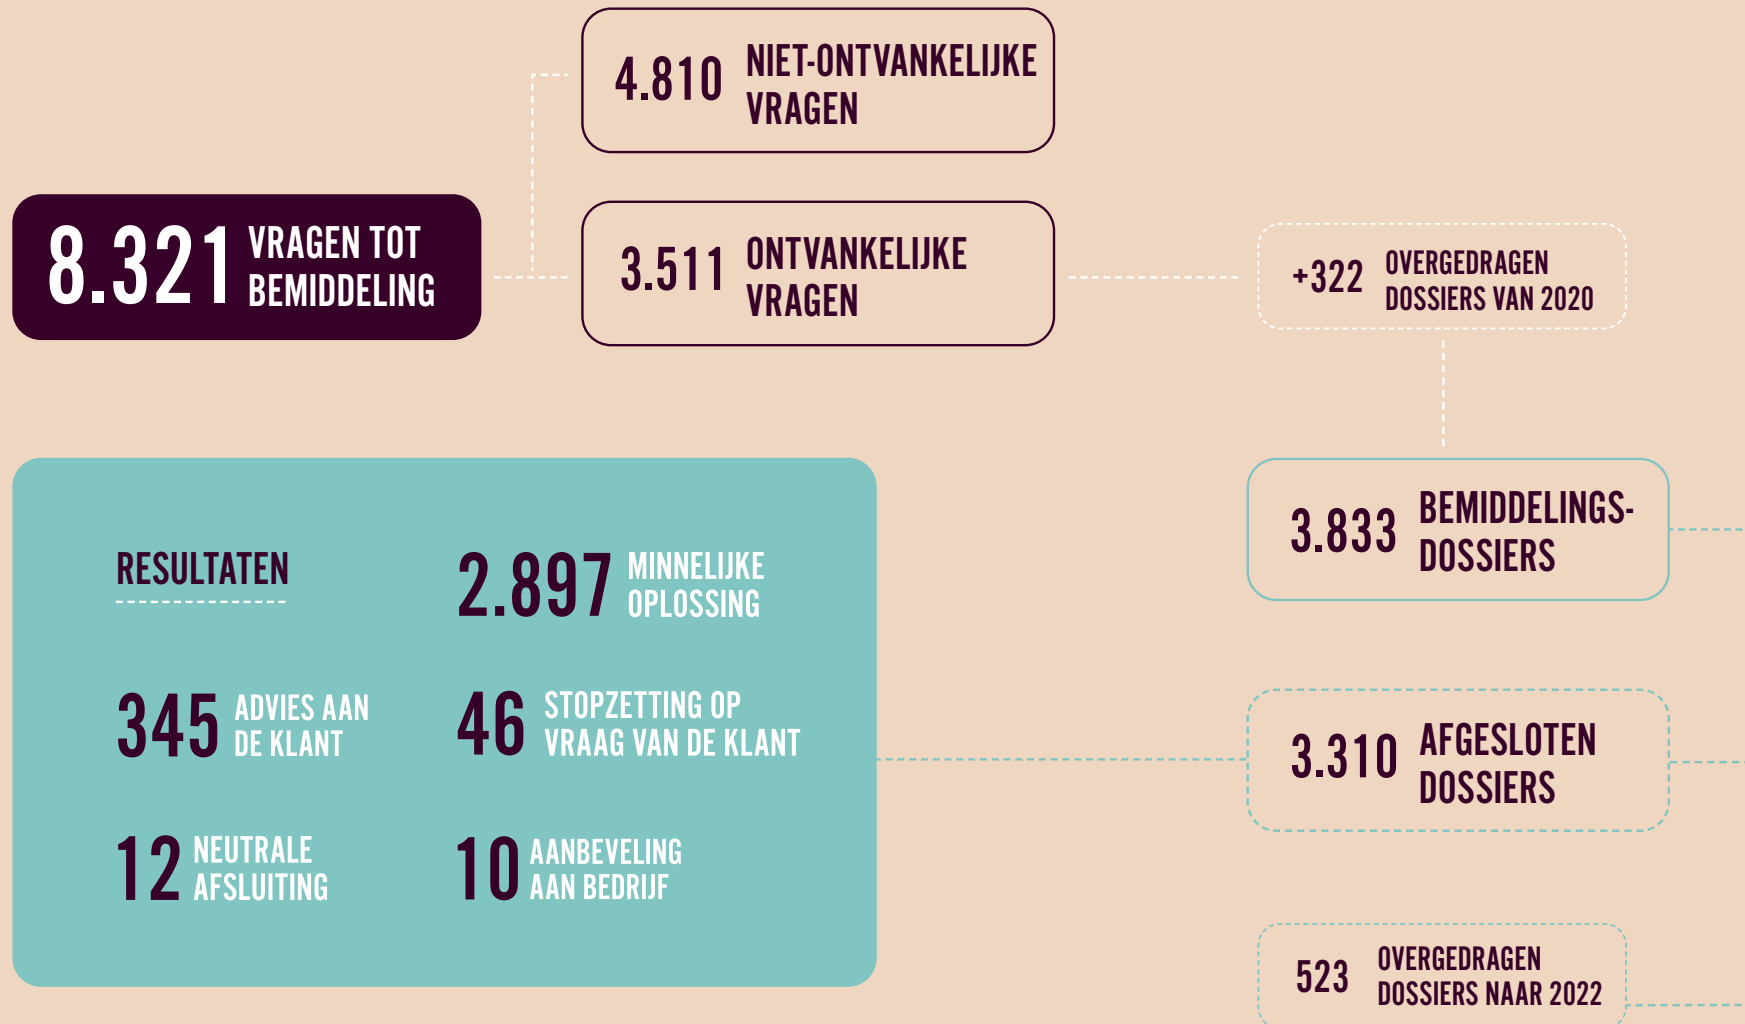 4.810 NIET-ONTVANKELIJKE
VRAGEN
8.321 VRAGEN TOT
BEMIDDELING
3.511 ONTVANKELIJKE
VRAGEN
+322 OVERGEDRAGEN
DOSSIERS VAN 2020
3.833 BEMIDDELINGS-
DOSSIERS
RESULTATEN
2.897 MINNELIJKE
OPLOSSING
345 ADVIES AAN
DE KLANT
46 STOPZETTING OP
VRAAG VAN DE KLANT
12 NEUTRALE
AFSLUITING
10 AANBEVELING
AAN BEDRIJF
3.310 AFGESLOTEN
DOSSIERS
523 OVERGEDRAGEN
DOSSIERS NAAR 2022